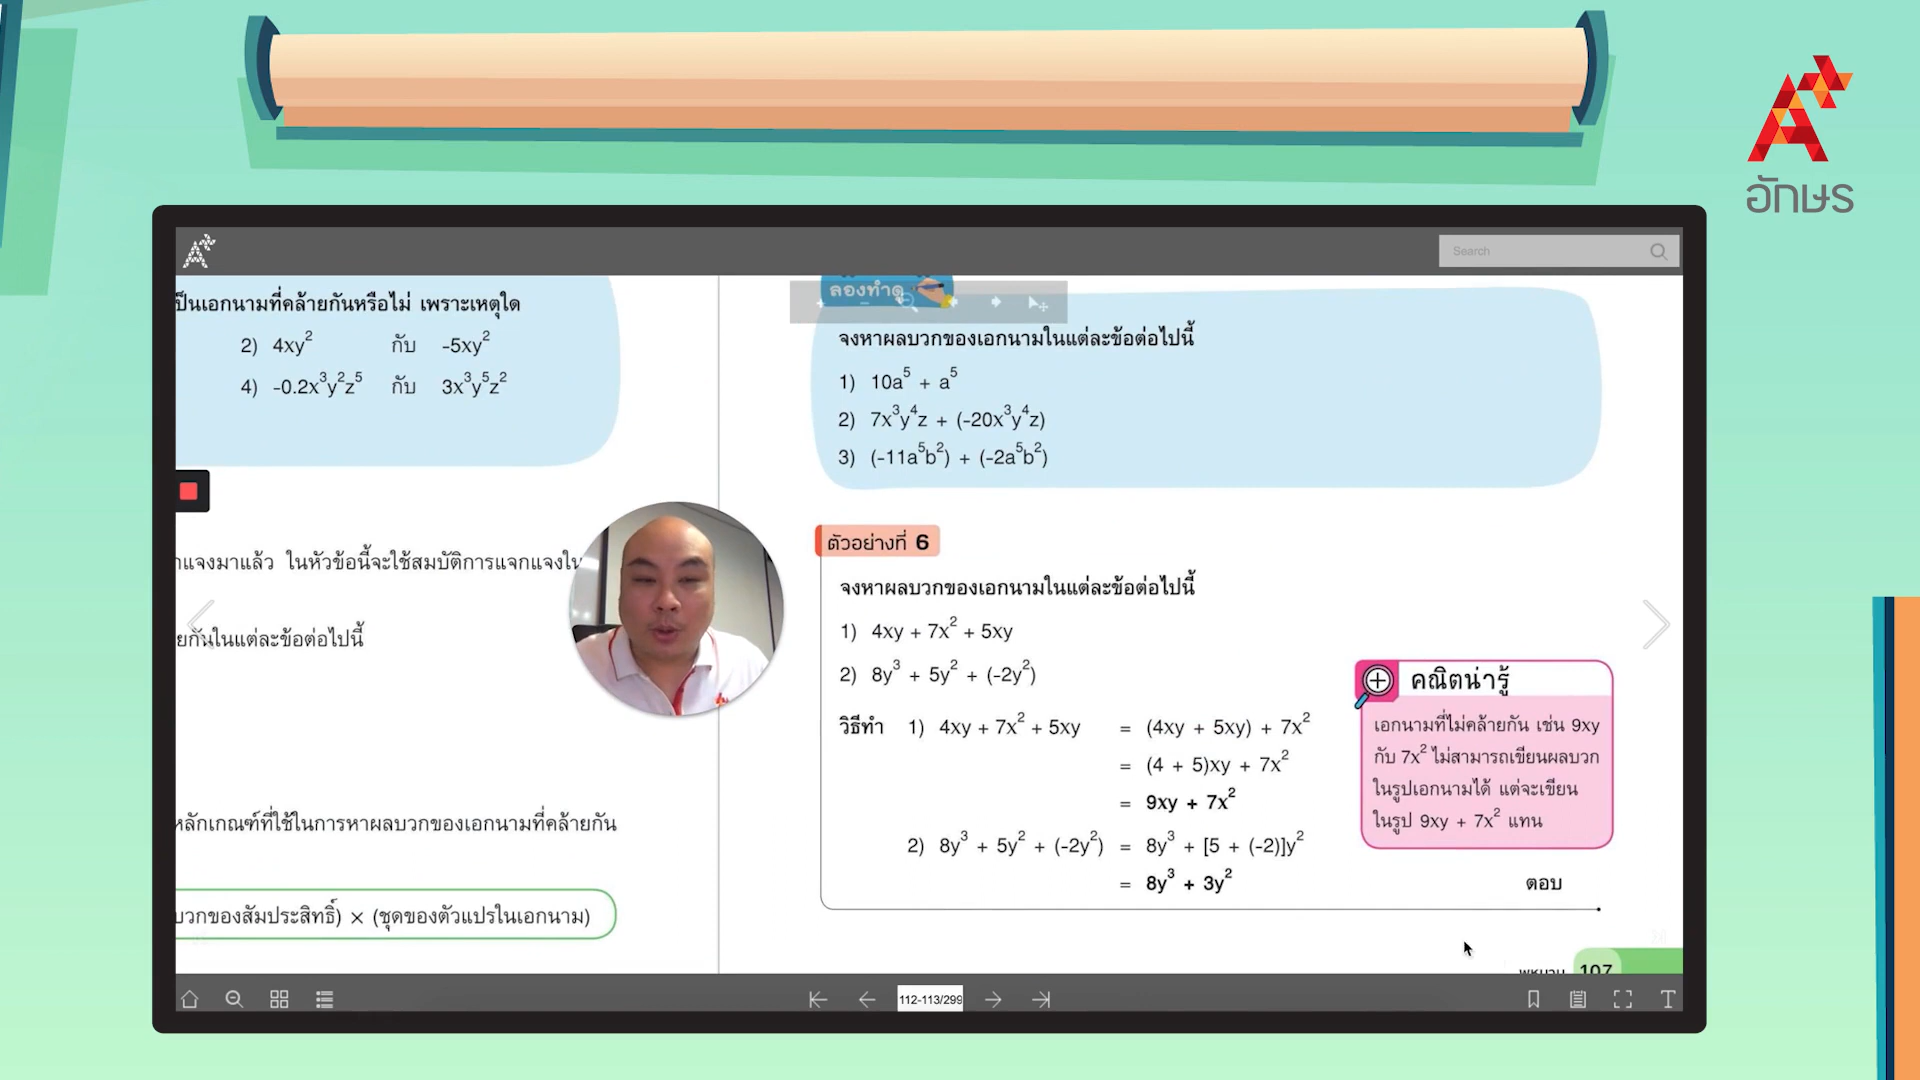 อักษร
Search
ป็นเอกนามที่คล้ายกันหรือไม่ เพราะเหตุใด
2) 4xy² กับ -5xy²
4) -0.2x³y²z⁵ กับ 3x³y⁵z²
แจงมาแล้ว ในหัวข้อนี้จะใช้สมบัติการแจกแจงใน
ยกันในแต่ละข้อต่อไปนี้
หลักเกณฑ์ที่ใช้ในการหาผลบวกของเอกนามที่คล้ายกัน
บวกของสัมประสิทธิ์) × (ชุดของตัวแปรในเอกนาม)
ลองทำดู
จงหาผลบวกของเอกนามในแต่ละข้อต่อไปนี้
1) 10a⁵ + a⁵
2) 7x³y⁴z + (-20x³y⁴z)
3) (-11a⁵b²) + (-2a⁵b²)
ตัวอย่างที่ 6
จงหาผลบวกของเอกนามในแต่ละข้อต่อไปนี้
1) 4xy + 7x² + 5xy
2) 8y³ + 5y² + (-2y²)
วิธีทำ 1) 4xy + 7x² + 5xy = (4xy + 5xy) + 7x²
= (4 + 5)xy + 7x²
= 9xy + 7x²
2) 8y³ + 5y² + (-2y²) = 8y³ + [5 + (-2)]y²
= 8y³ + 3y²
ตอบ
คณิตน่ารู้
เอกนามที่ไม่คล้ายกัน เช่น 9xy
กับ 7x² ไม่สามารถเขียนผลบวก
ในรูปเอกนามได้ แต่จะเขียน
ในรูป 9xy + 7x² แทน
พหุนาม 107
112-113/299